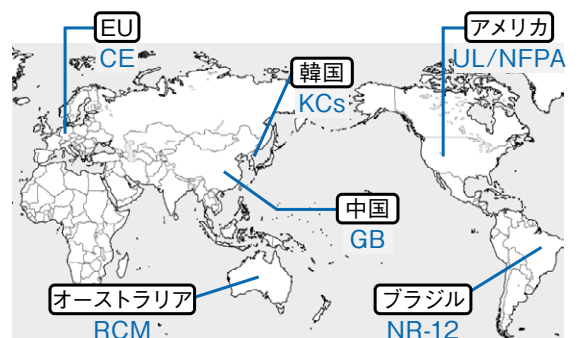 EU
CE
韓国
KCs
アメリカ
UL/NFPA
中国
GB
オーストラリア
RCM
ブラジル
NR-12